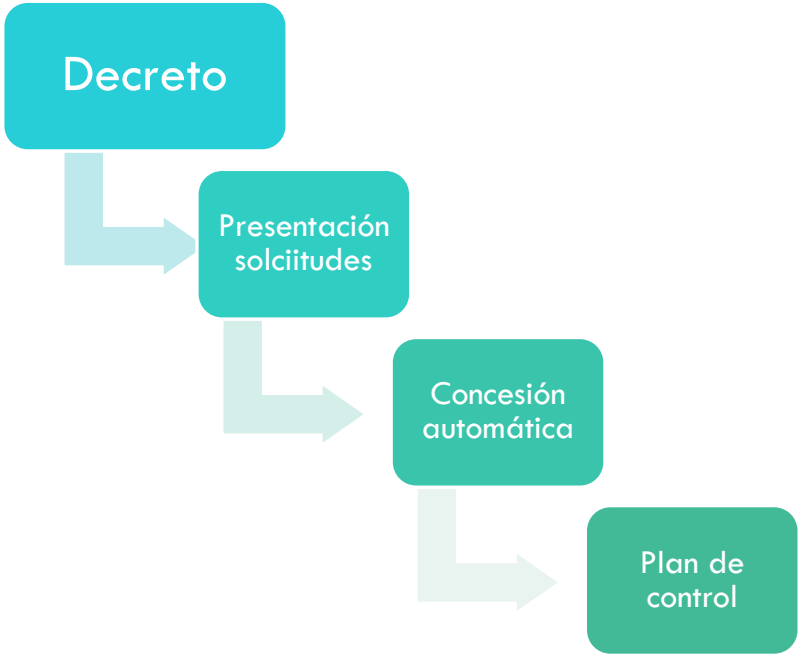 Decreto
Presentación
solciitudes
Concesión
automática
Plan de
control